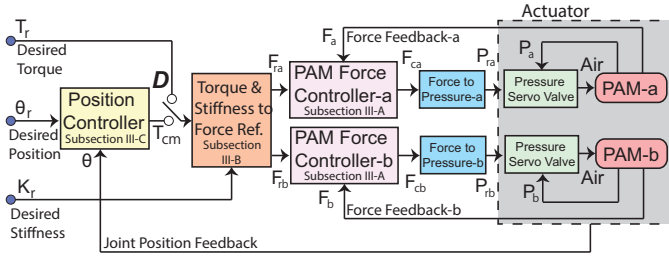 Actuator
T_r
Desired
Torque
D
θ_r
Desired
Position
Position
Controller
Subsection III-C
T_cm
θ
K_r
Desired
Stiffness
Joint Position Feedback
Torque &
Stiffness to
Force Ref.
Subsection
III-B
F_ra
F_rb
F_a
Force Feedback-a
PAM Force
Controller-a
Subsection III-A
F_ca
Force to
Pressure-a
P_ra
P_a
Pressure
Servo Valve
Air
PAM-a
PAM Force
Controller-b
Subsection III-A
F_cb
Force to
Pressure-b
P_rb
Pressure
Servo Valve
Air
PAM-b
P_b
F_b
Force Feedback-b